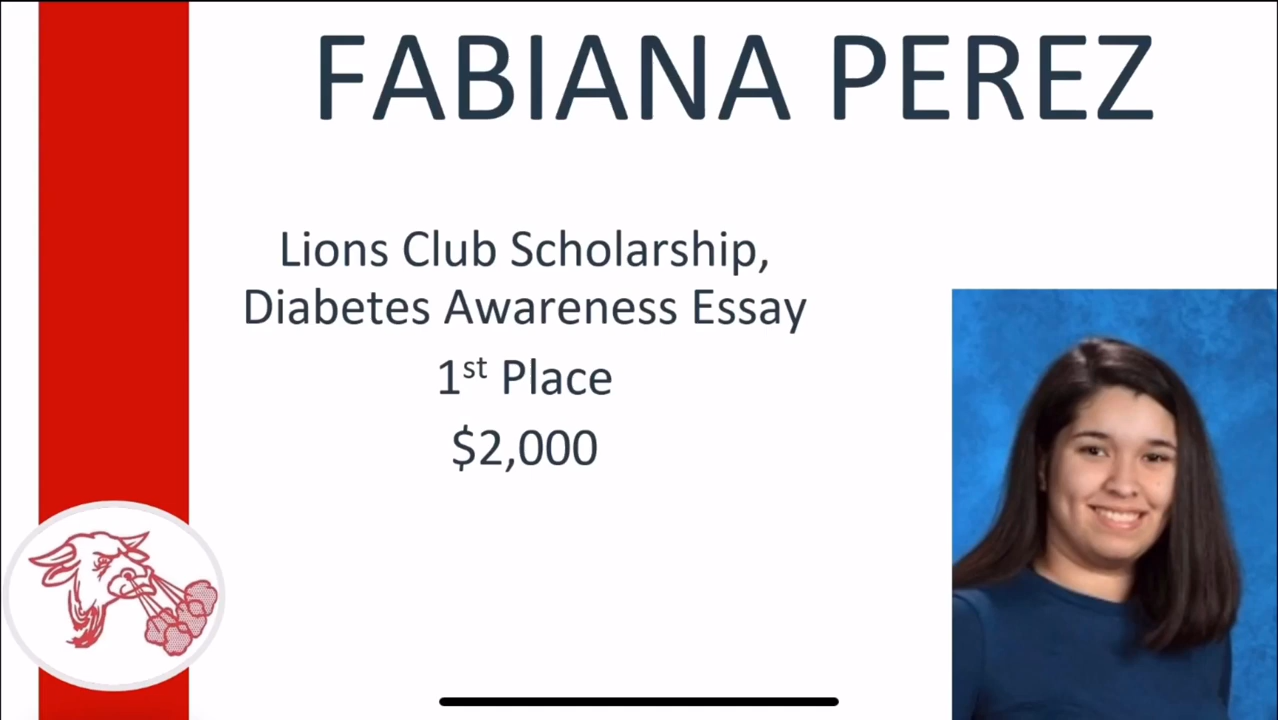 FABIANA PEREZ
Lions Club Scholarship,
Diabetes Awareness Essay
1st Place
$2,000